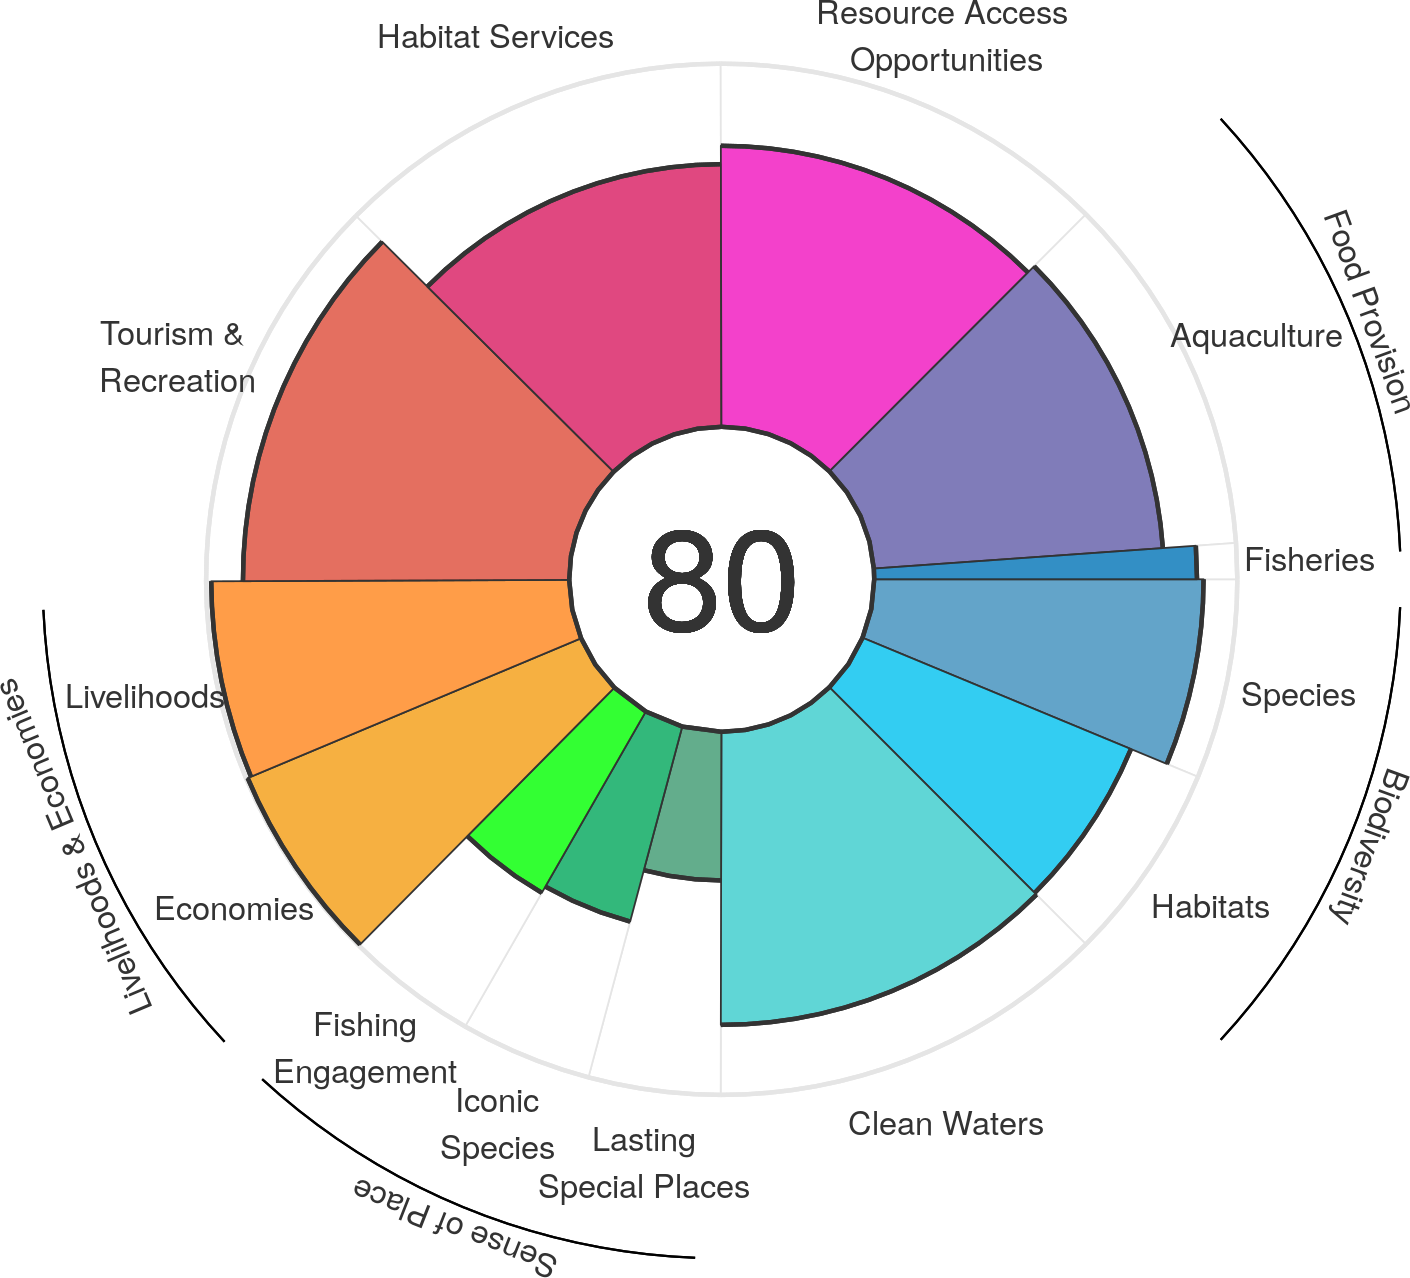 Resource Access
Opportunities
Habitat Services
Food Provision
Tourism &
Recreation
Aquaculture
Fisheries
80
Livelihoods
Species
Livelihoods & Economies
Biodiversity
Economies
Habitats
Fishing
Engagement
Iconic
Species
Lasting
Special Places
Clean Waters
Sense of Place